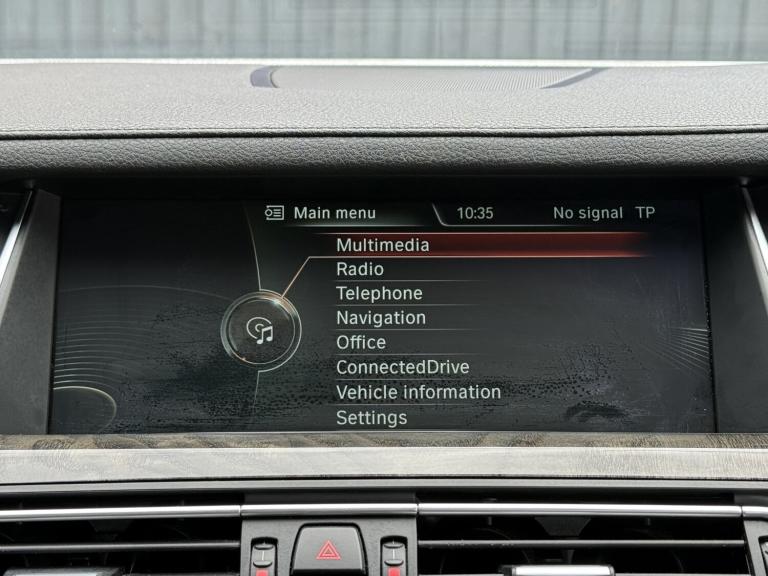 Main menu 10:35 No signal TP
Multimedia
Radio
Telephone
Navigation
Office
ConnectedDrive
Vehicle information
Settings